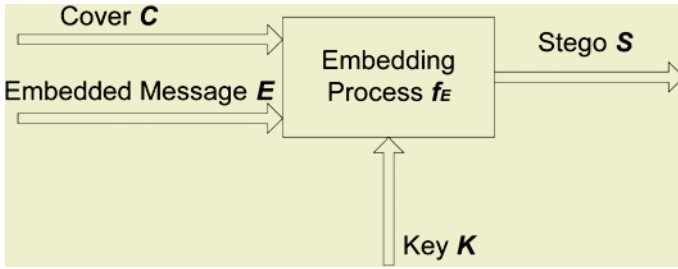 Cover C
Stego S
Embedding
Process fE
Embedded Message E
Key K